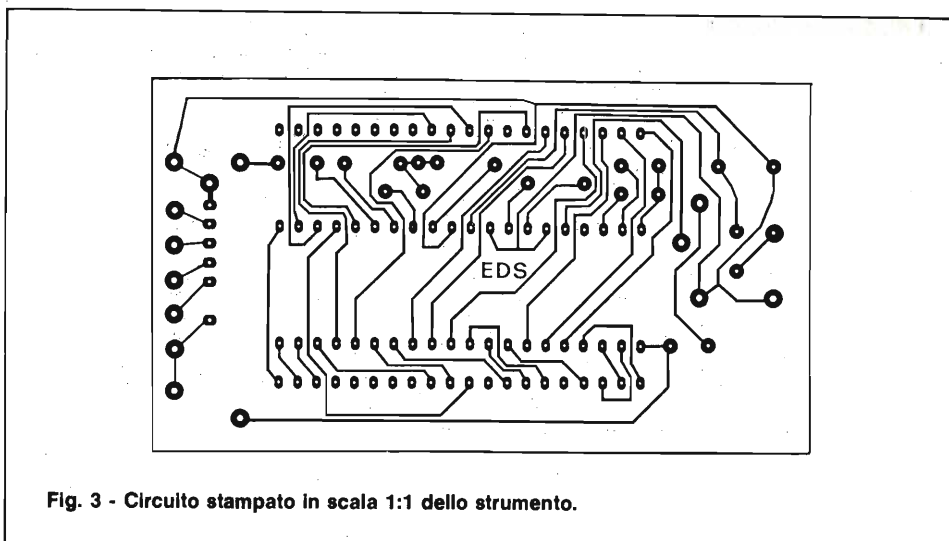 EDS
Fig. 3 - Circuito stampato in scala 1:1 dello strumento.